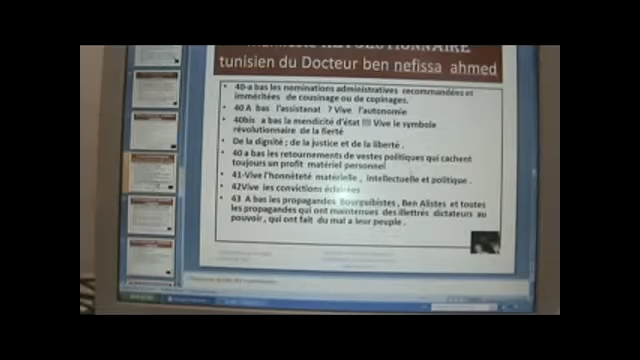 REVOLUTIONNAIRE
tunisien du Docteur ben nefissa ahmed
• 40-a bas les nominations administratives recommandées et
imméritées de cousinage ou de copinages.
• 40 A bas l'assistanat ? Vive l'autonomie
• 40bis a bas la mendicité d'état !!!! Vive le symbole
révolutionnaire de la fierté
• De la dignité ; de la justice et de la liberté .
• 40 a bas les retournements de vestes politiques qui cachent
toujours un profit matériel personnel
• 41-Vive l'honnèteté matérielle , intellectuelle et politique .
• 42Vive les convictions éclairées
• 43 A bas les propagandes Bourguibistes , Ben Alistes et toutes
les propagandes qui ont maintenues des illettrés dictateurs au
pouvoir , qui ont fait du mal a leur peuple .